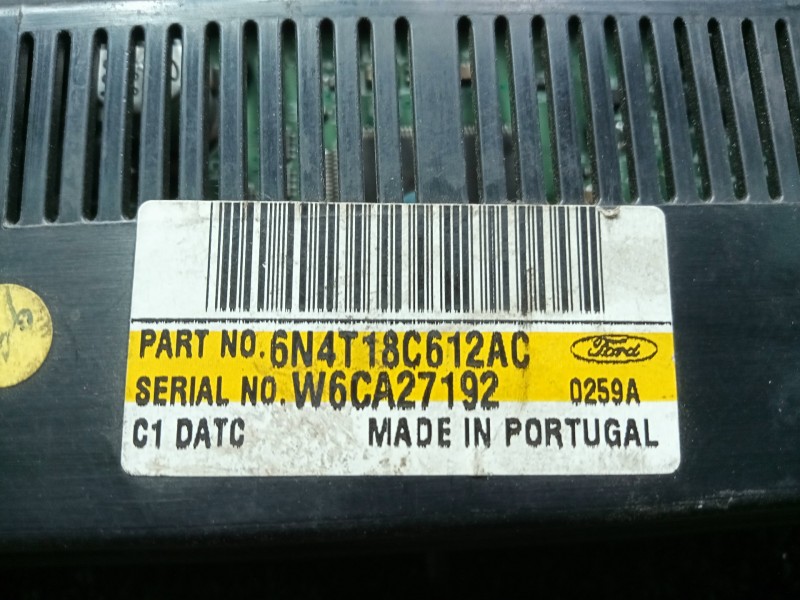 PART NO. 6N4T18C612AC Ford
SERIAL NO. W6CA27192 0259A
C1 DATC MADE IN PORTUGAL